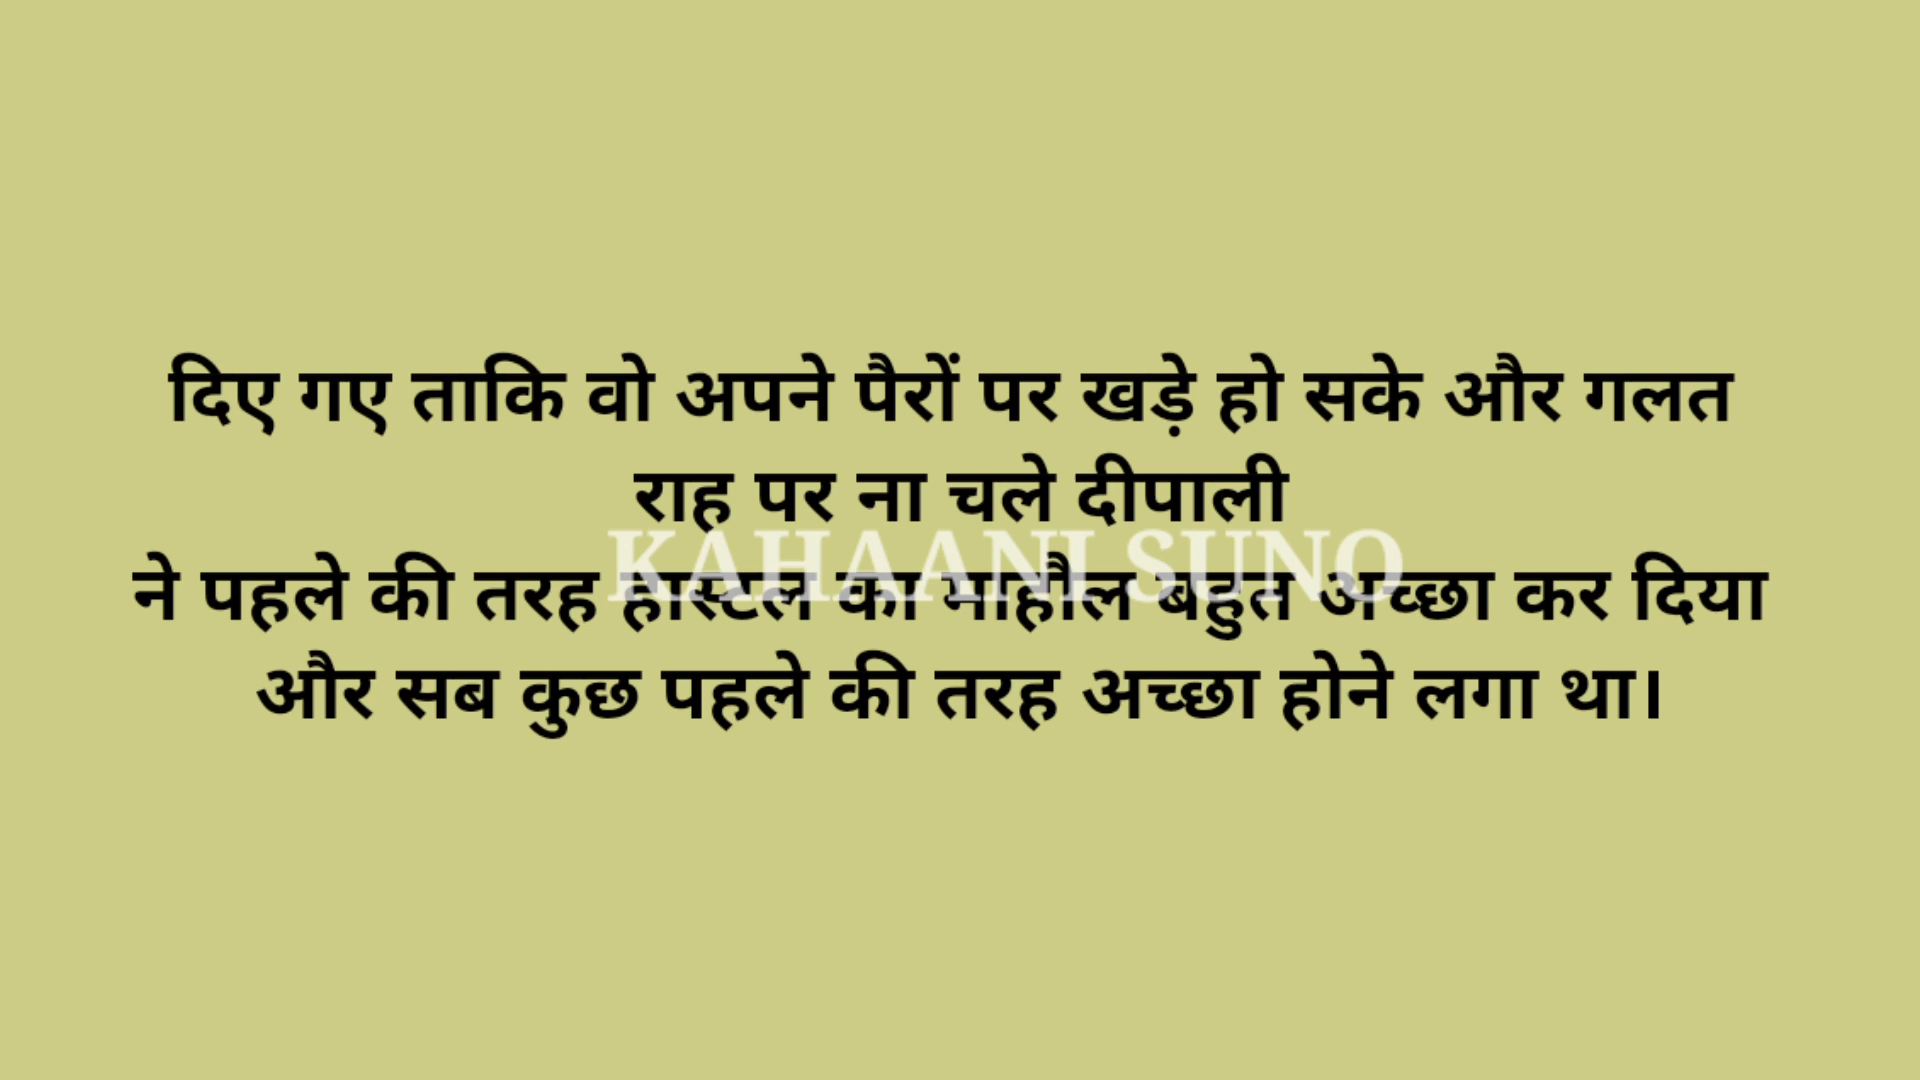 दिए गए ताकि वो अपने पैरों पर खड़े हो सके और गलत
राह पर ना चले दीपाली
KAHAANI SUNO
ने पहले की तरह हास्टल का माहौल बहुत अच्छा कर दिया
और सब कुछ पहले की तरह अच्छा होने लगा था।